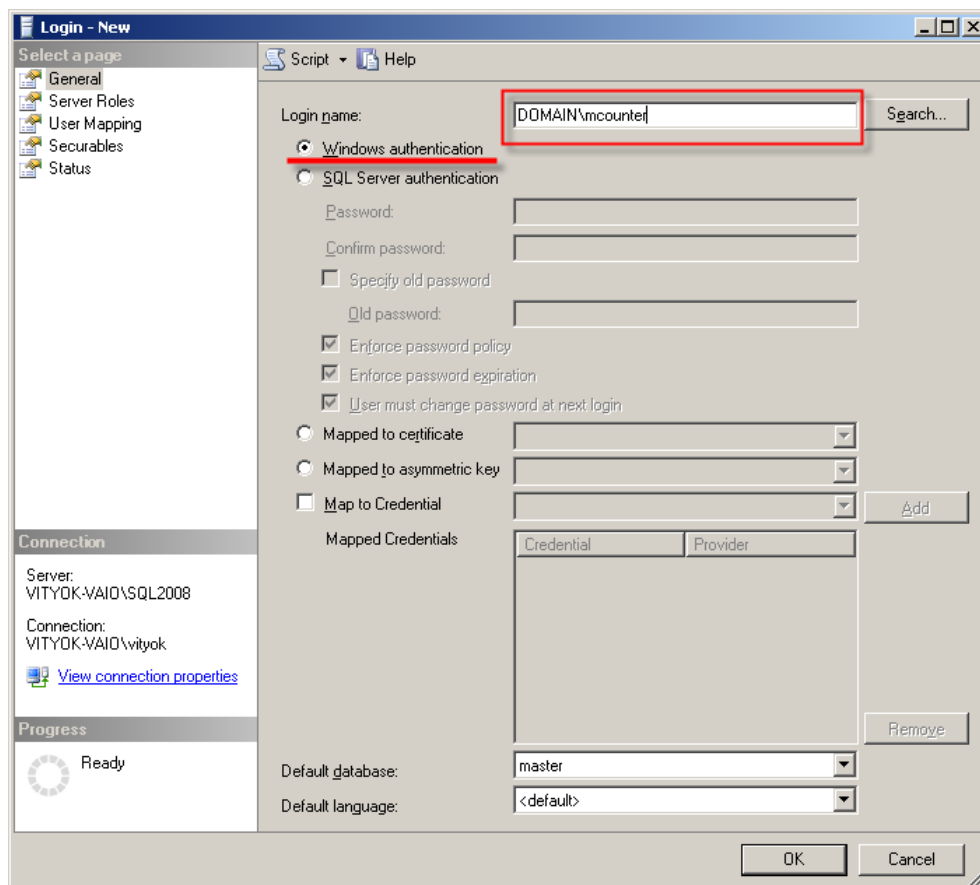 Login - New
Select a page
General
Server Roles
User Mapping
Securables
Status
Script Help
Login name: DOMAIN\mcounter Search...
Windows authentication
SQL Server authentication
Password:
Confirm password:
Specify old password
Old password:
Enforce password policy
Enforce password expiration
User must change password at next login
Mapped to certificate
Mapped to asymmetric key
Map to Credential Add
Mapped Credentials Credential Provider
Remove
Default database: master
Default language: <default>
Connection
Server:
VITYOK-VAIO\SQL2008
Connection:
VITYOK-VAIO\vityok
View connection properties
Progress
Ready
OK Cancel